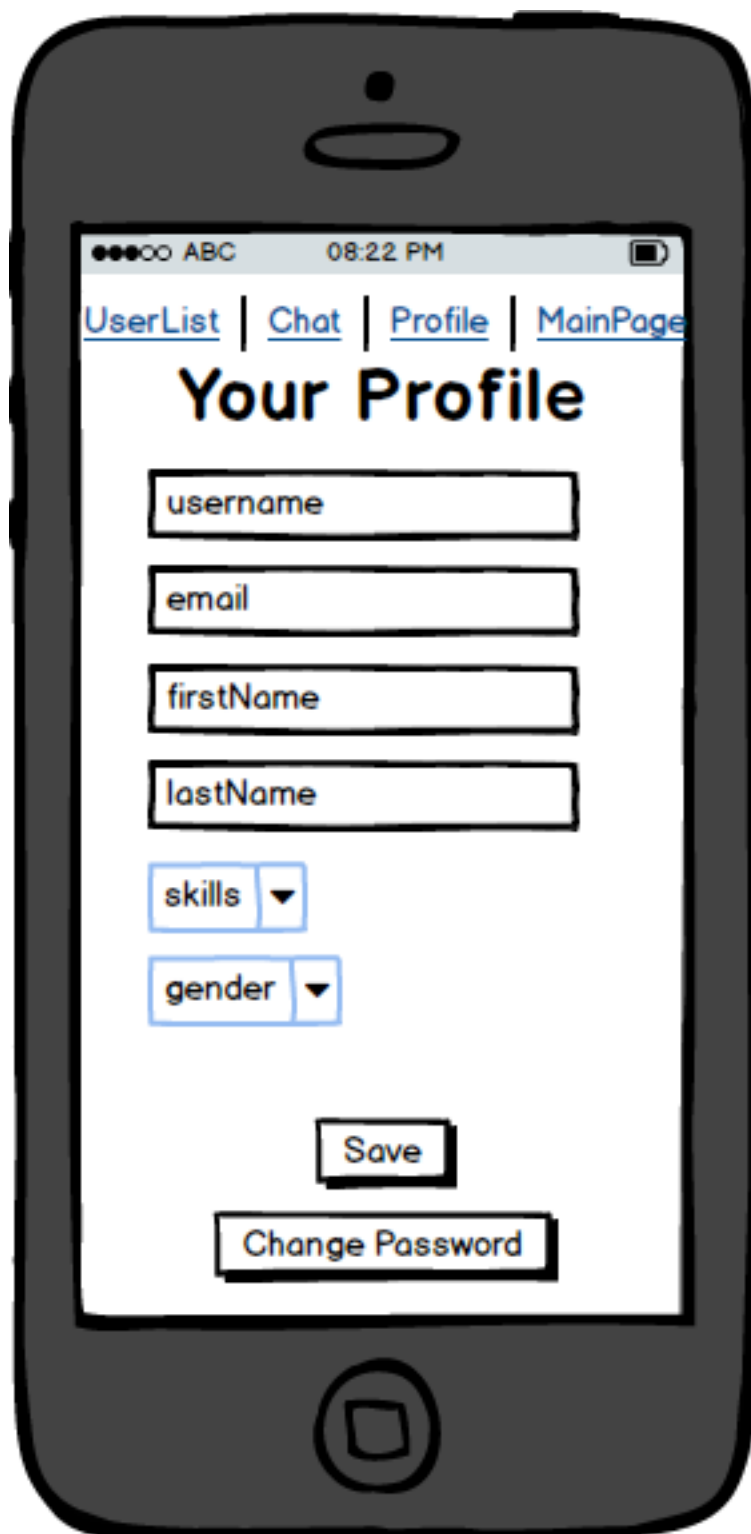 ABC 08:22 PM
UserList | Chat | Profile | MainPage
Your Profile
username
email
firstName
lastName
skills
gender
Save
Change Password